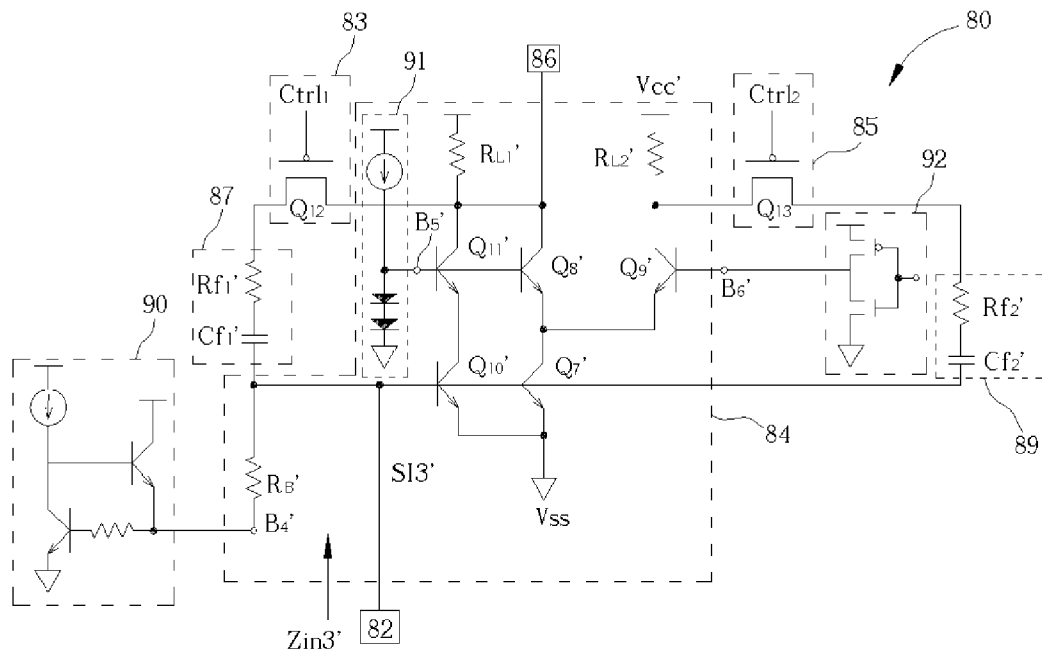 80
83
91
86
Vcc'
Ctrl1
Ctrl2
85
RL1'
RL2'
92
Q12
Q13
87
B5'
Q11'
Q8'
Q9'
B6'
Rf1'
Rf2'
90
Cf1'
Cf2'
Q10'
Q7'
84
89
RB'
SI3'
B4'
Vss
Zin3'
82